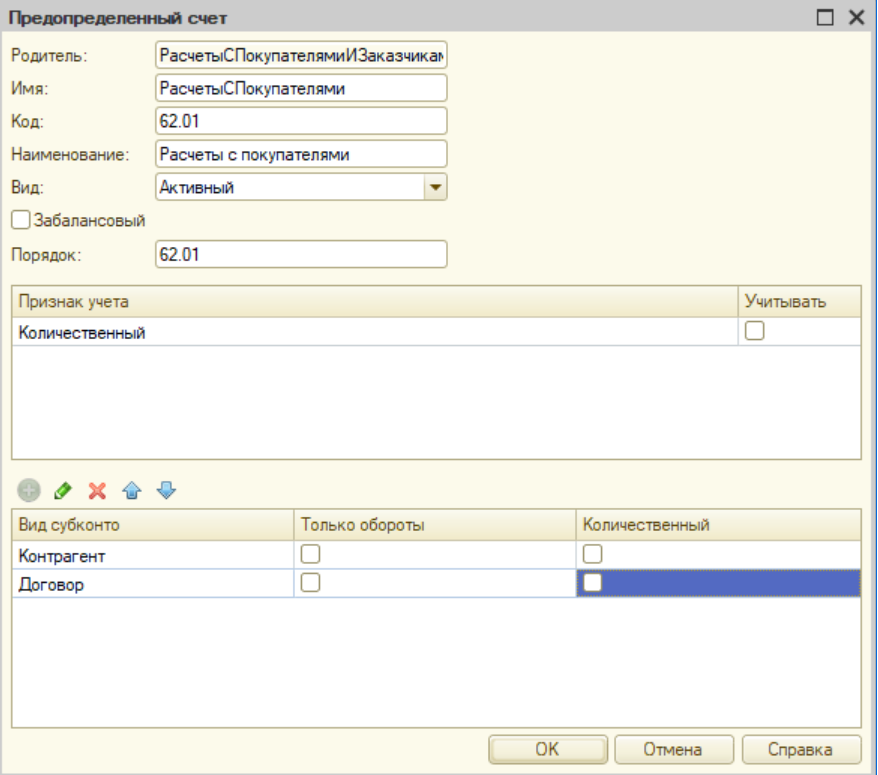 Предопределенный счет
Родитель: РасчетыСПокупателямиИЗаказчикам
Имя: РасчетыСПокупателями
Код: 62.01
Наименование: Расчеты с покупателями
Вид: Активный
Забалансовый
Порядок: 62.01
Признак учета Учитывать
Количественный
Вид субконто Только обороты Количественный
Контрагент
Договор
OK Отмена Справка